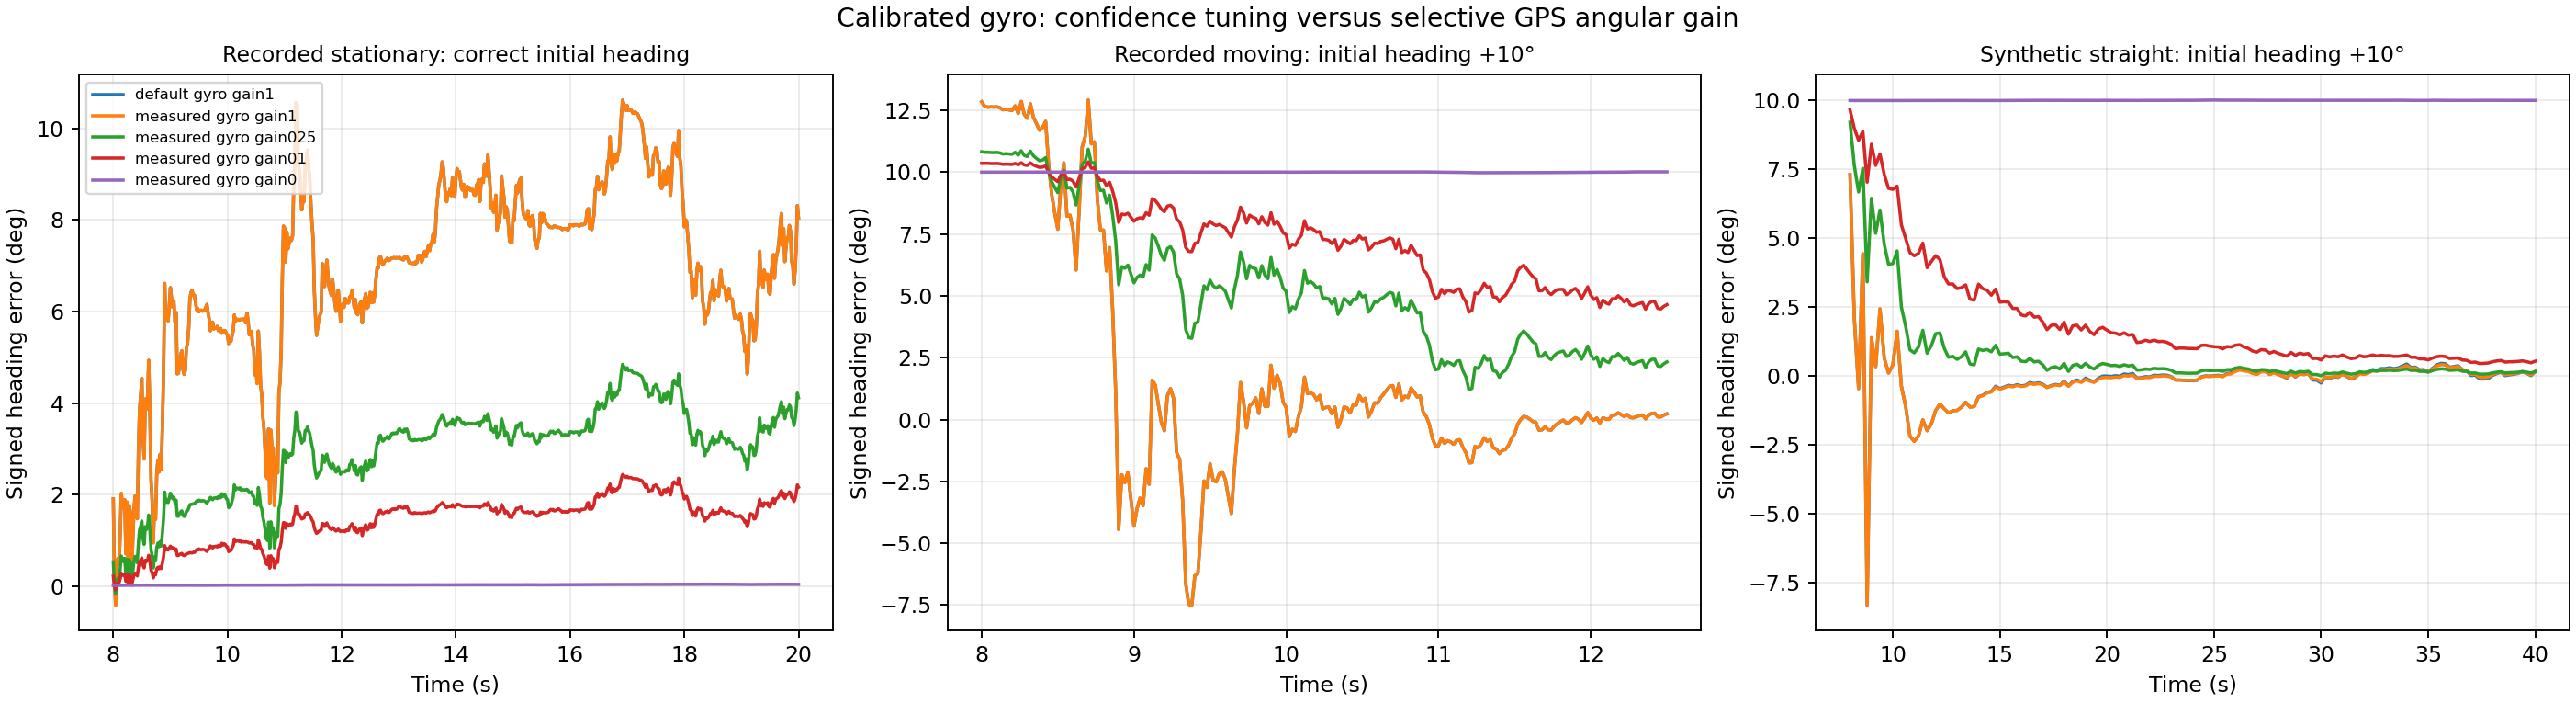 Calibrated gyro: confidence tuning versus selective GPS angular gain
Recorded stationary: correct initial heading
default gyro gain1
measured gyro gain1
measured gyro gain025
measured gyro gain01
measured gyro gain0
Signed heading error (deg)
10
8
6
4
2
0
8
10
12
14
16
18
20
Time (s)
Recorded moving: initial heading +10°
Signed heading error (deg)
12.5
10.0
7.5
5.0
2.5
0.0
−2.5
−5.0
−7.5
8
9
10
11
12
Time (s)
Synthetic straight: initial heading +10°
Signed heading error (deg)
10.0
7.5
5.0
2.5
0.0
−2.5
−5.0
−7.5
10
15
20
25
30
35
40
Time (s)